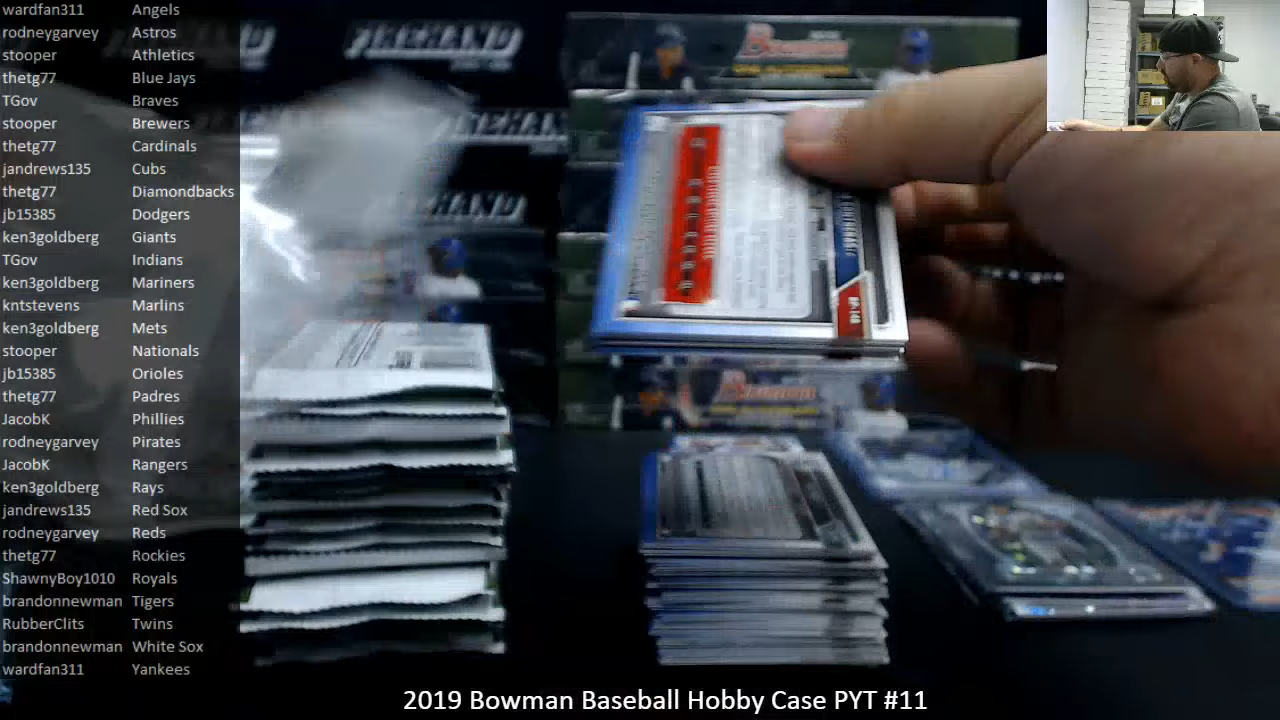 wardfan311 Angels
rodneygarvey Astros
stooper Athletics
thetg77 Blue Jays
TGov Braves
stooper Brewers
thetg77 Cardinals
jandrews135 Cubs
thetg77 Diamondbacks
jb15385 Dodgers
ken3goldberg Giants
TGov Indians
ken3goldberg Mariners
kntstevens Marlins
ken3goldberg Mets
stooper Nationals
jb15385 Orioles
thetg77 Padres
JacobK Phillies
rodneygarvey Pirates
JacobK Rangers
ken3goldberg Rays
jandrews135 Red Sox
rodneygarvey Reds
thetg77 Rockies
ShawnyBoy1010 Royals
brandonnewman Tigers
RubberClits Twins
brandonnewman White Sox
wardfan311 Yankees
FIREHAND
Bowman
Bowman
2019 Bowman Baseball Hobby Case PYT #11